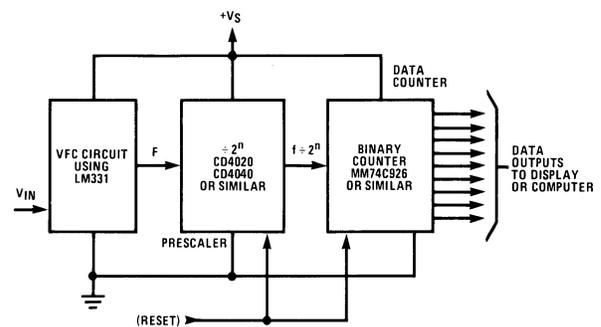 +VS
DATA
COUNTER
VFC CIRCUIT
USING
LM331
F
÷ 2ⁿ
CD4020
CD4040
OR SIMILAR
f ÷ 2ⁿ
BINARY
COUNTER
MM74C926
OR SIMILAR
DATA
OUTPUTS
TO DISPLAY
OR COMPUTER
VIN
PRESCALER
(RESET)